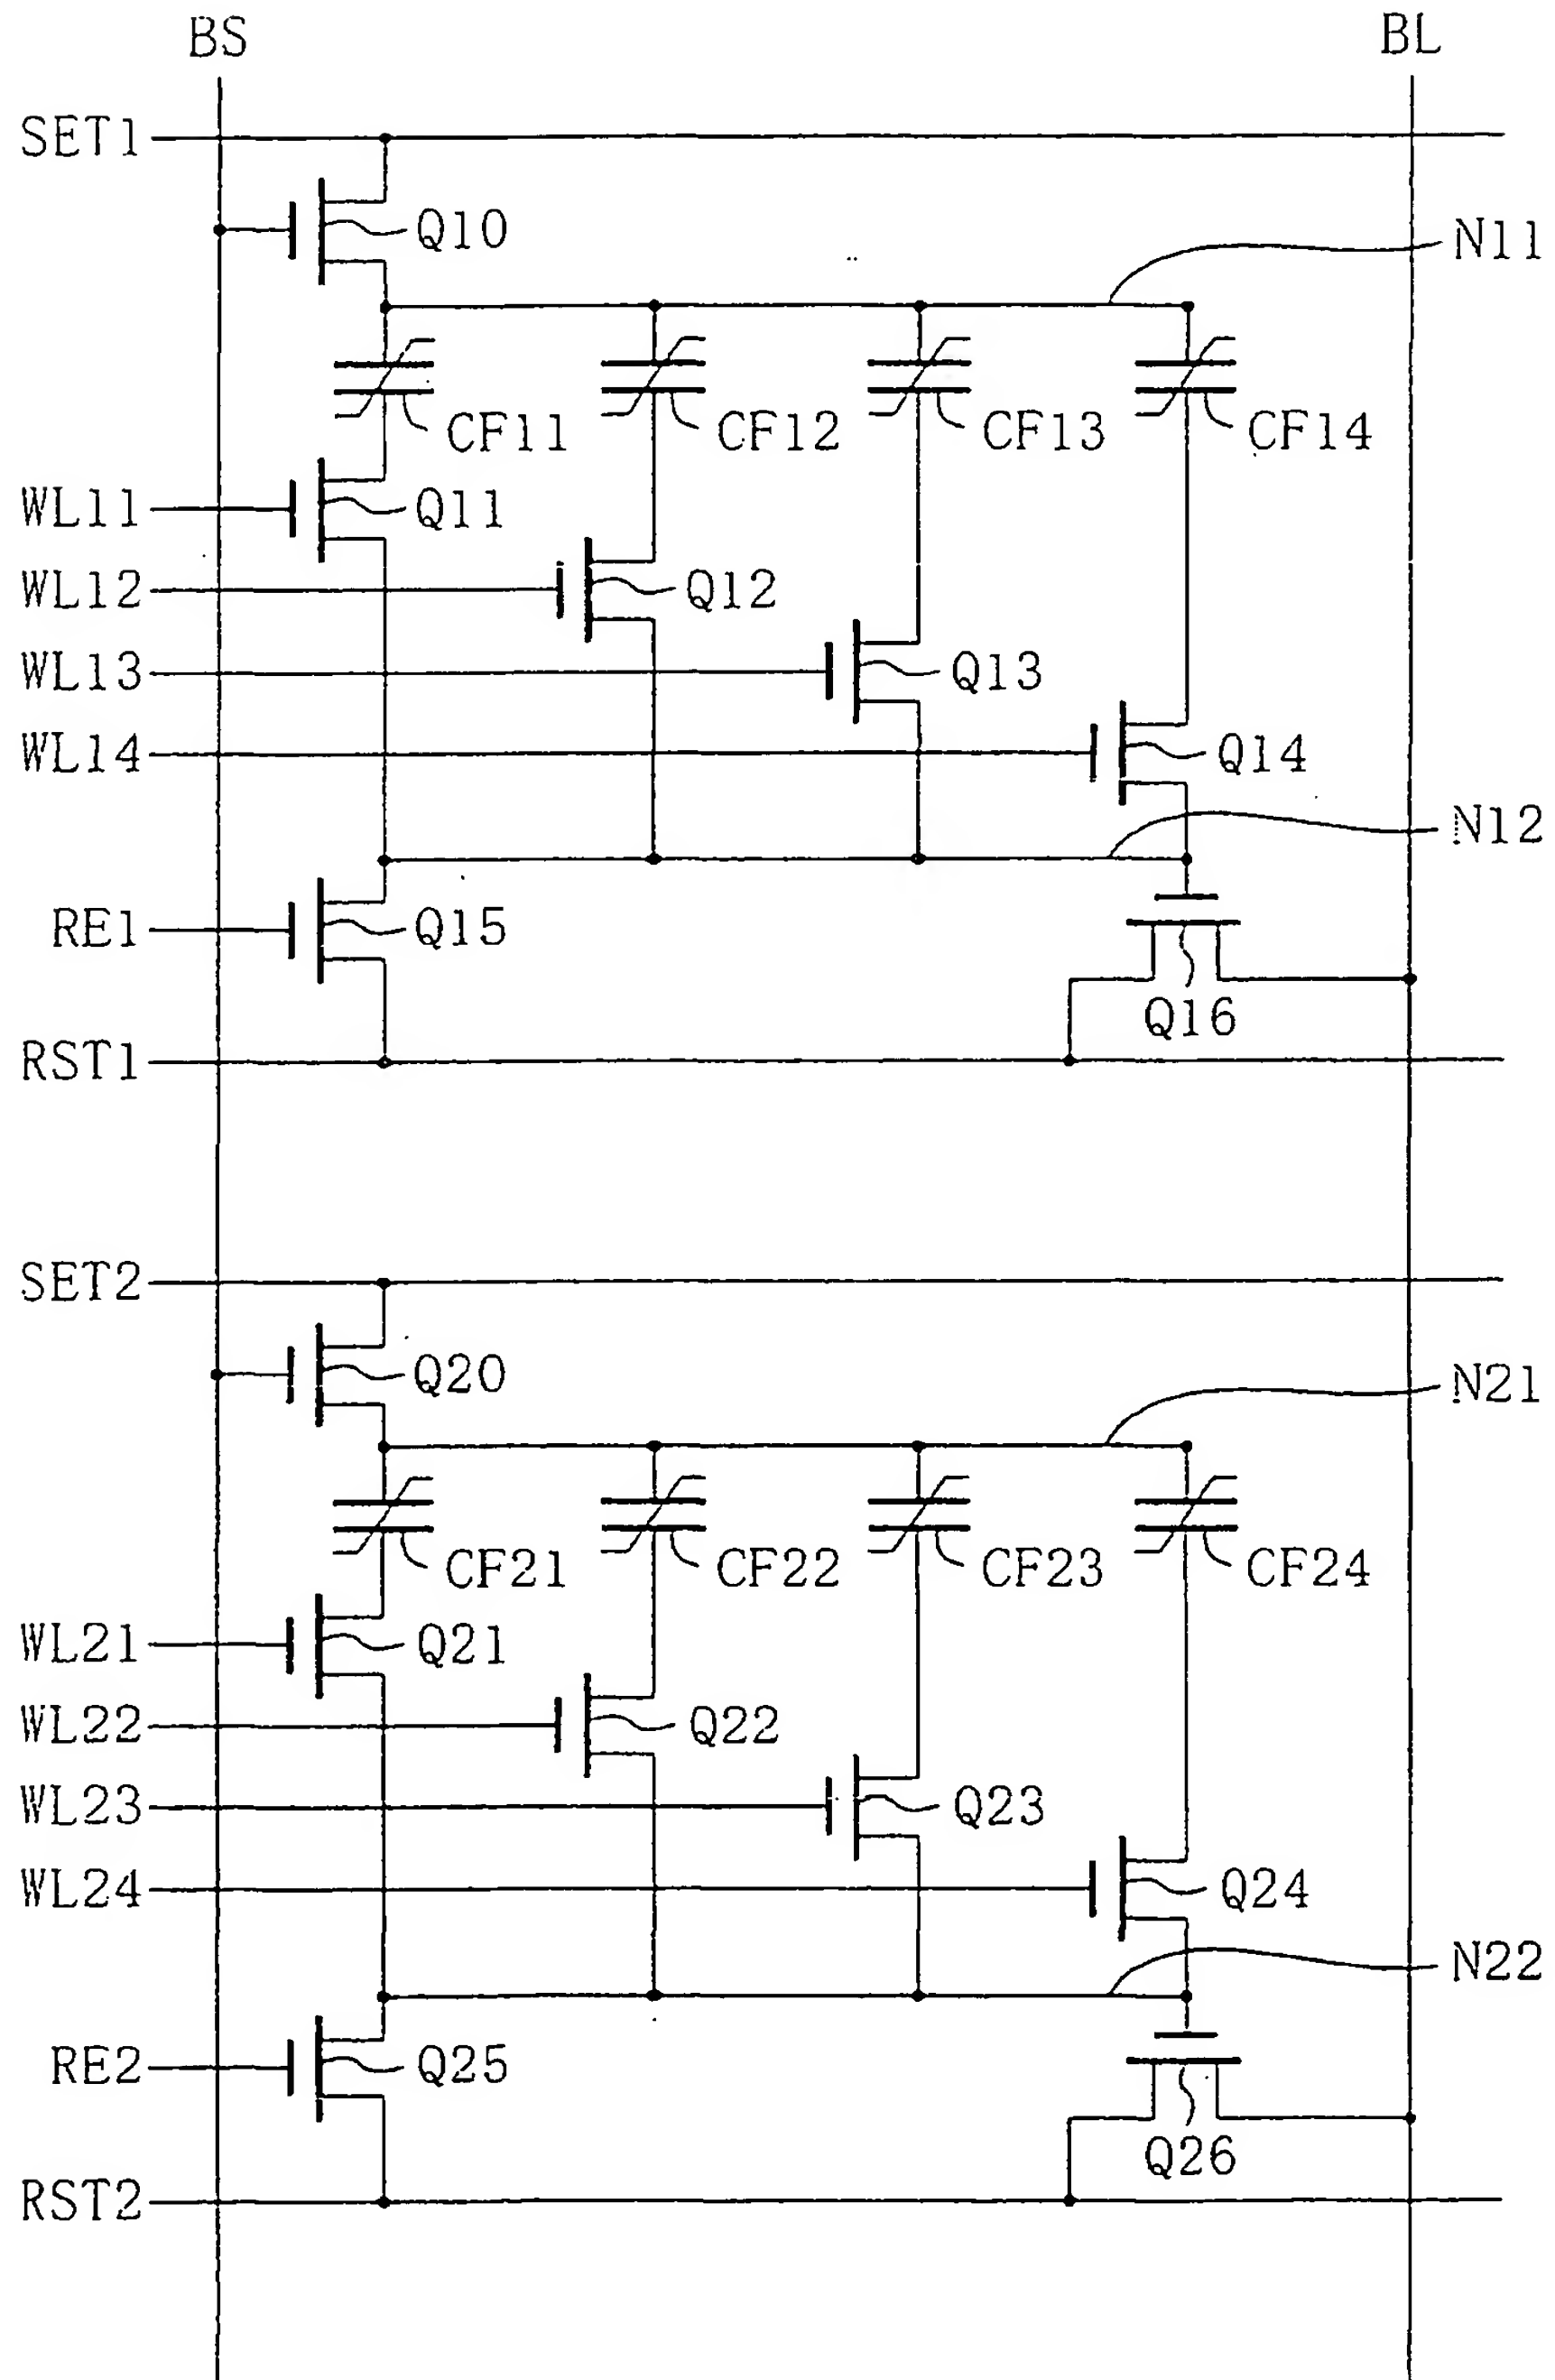 BS BL
SET1
Q10
N11
CF11 CF12 CF13 CF14
WL11 Q11
WL12 Q12
WL13 Q13
WL14 Q14
N12
RE1 Q15
Q16
RST1
SET2
Q20
N21
CF21 CF22 CF23 CF24
WL21 Q21
WL22 Q22
WL23 Q23
WL24 Q24
N22
RE2 Q25
Q26
RST2